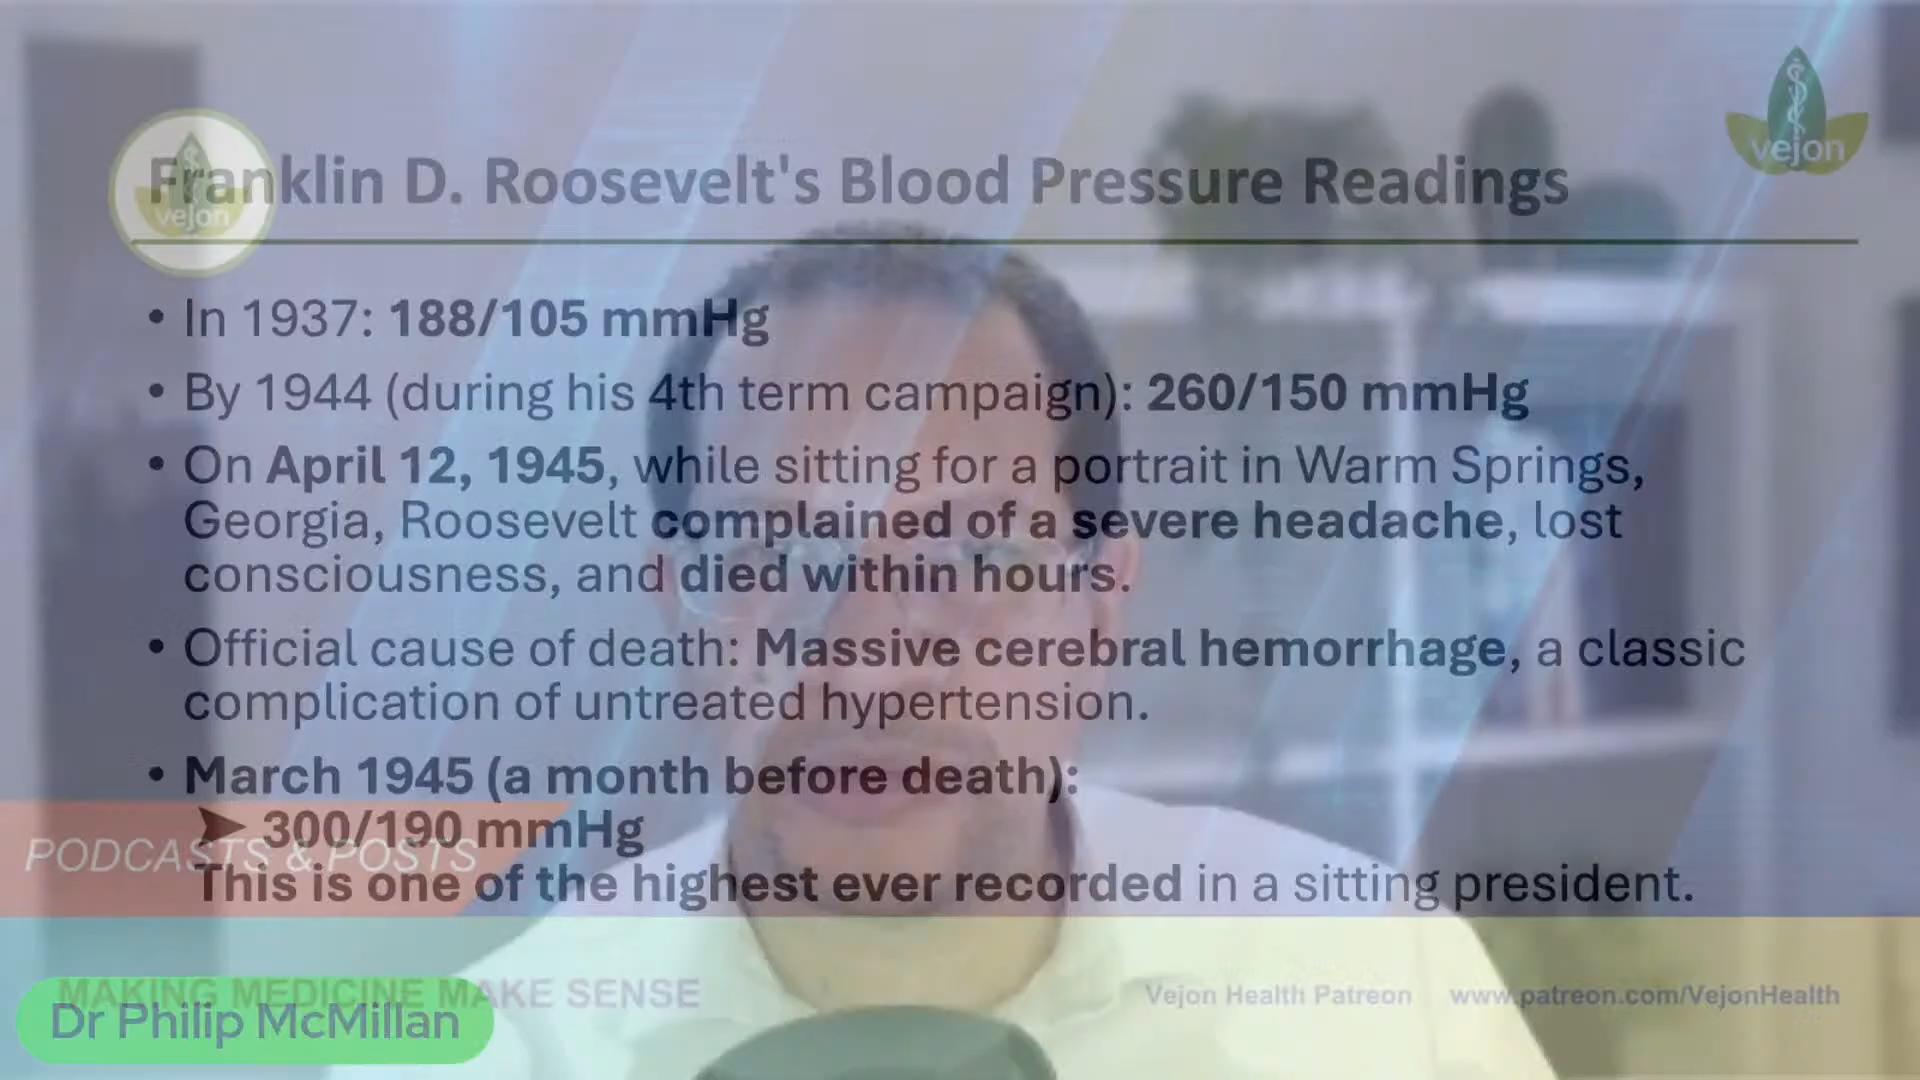 vejon
Franklin D. Roosevelt's Blood Pressure Readings
vejon
• In 1937: 188/105 mmHg
• By 1944 (during his 4th term campaign): 260/150 mmHg
• On April 12, 1945, while sitting for a portrait in Warm Springs,
Georgia, Roosevelt complained of a severe headache, lost
consciousness, and died within hours.
• Official cause of death: Massive cerebral hemorrhage, a classic
complication of untreated hypertension.
• March 1945 (a month before death):
➤ 300/190 mmHg
PODCASTS & POSTS
This is one of the highest ever recorded in a sitting president.
MAKING MEDICINE MAKE SENSE
Vejon Health Patreon www.patreon.com/VejonHealth
Dr Philip McMillan